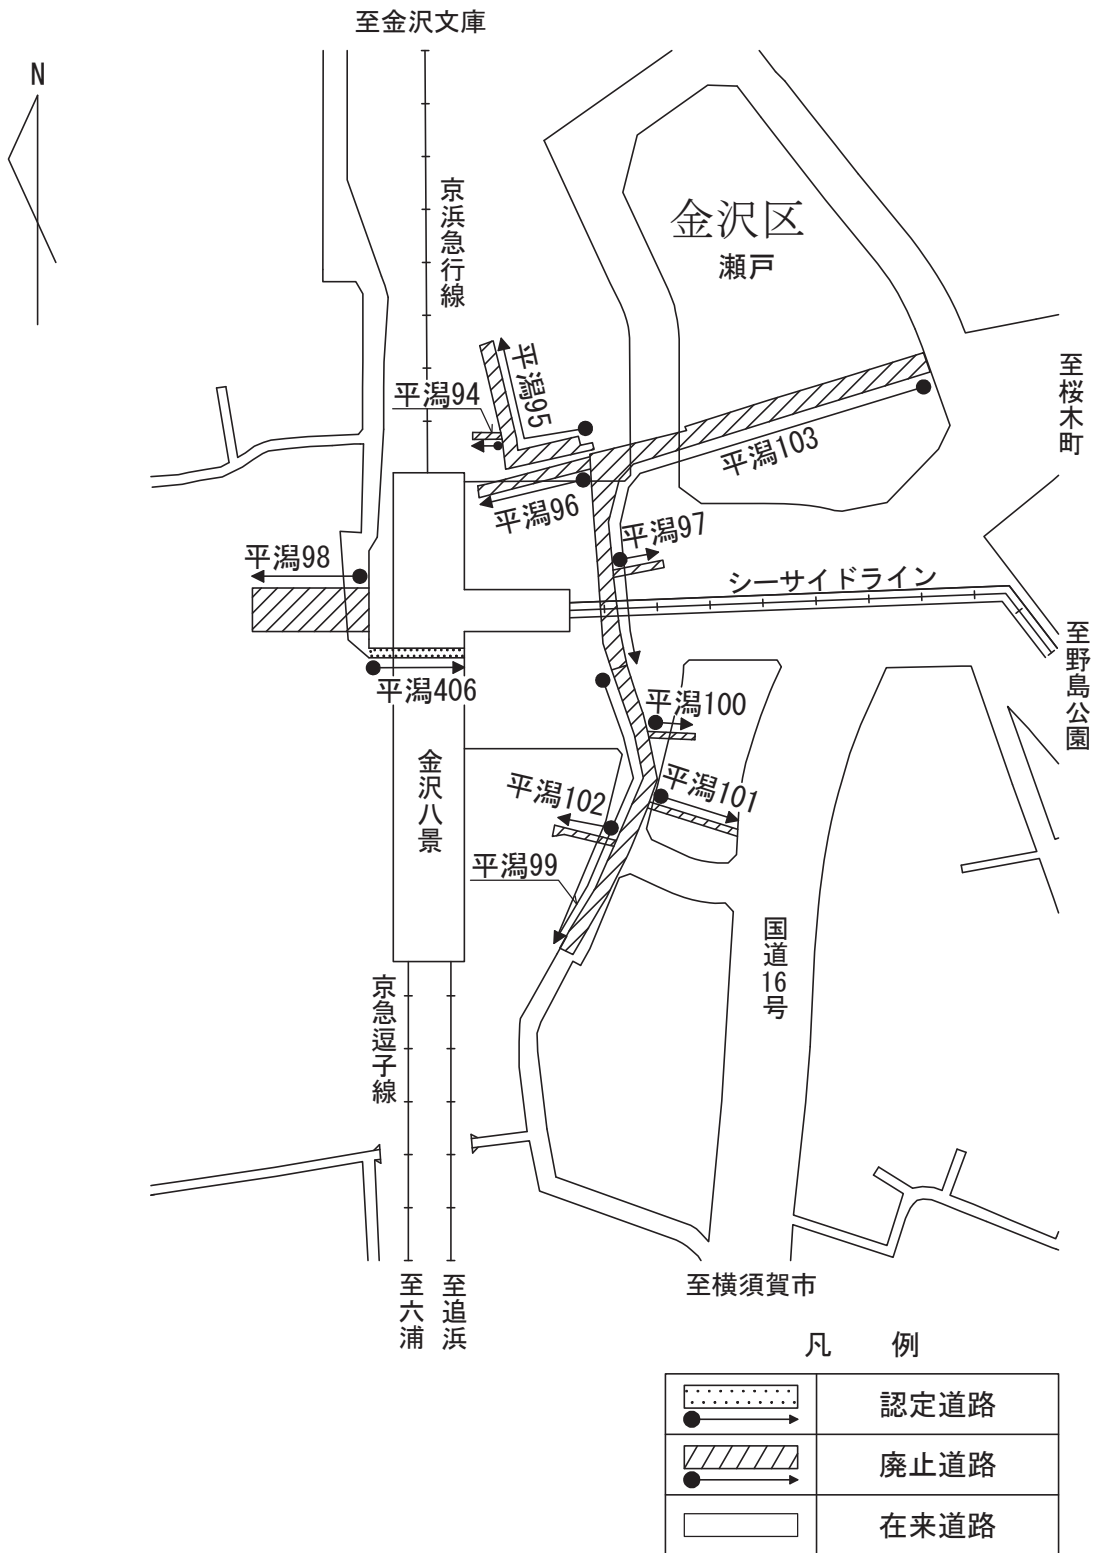 至金沢文庫
N
京浜急行線
金沢区
瀬戸
至桜木町
平潟94
平潟95
平潟103
平潟96
平潟97
平潟98
シーサイドライン
至野島公園
平潟406
平潟100
金沢八景
平潟102
平潟101
平潟99
国道16号
京急逗子線
至六浦
至追浜
至横須賀市
凡 例
認定道路
廃止道路
在来道路